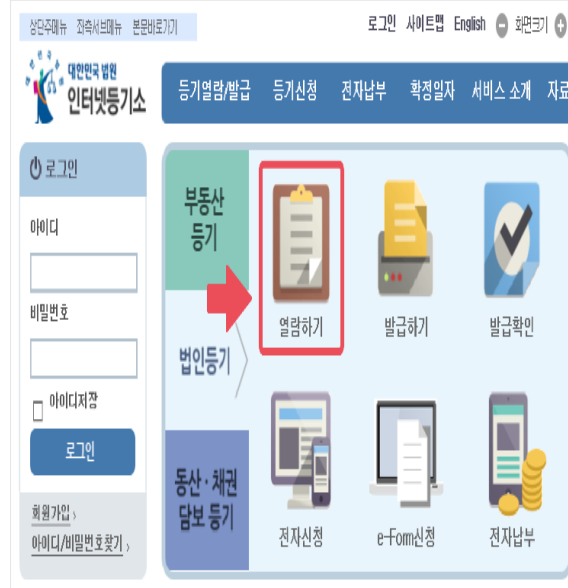 상단주메뉴 좌측서브메뉴 본문바로가기
로그인 사이트맵 English 화면크기
대한민국 법원
인터넷등기소
등기열람/발급 등기신청 전자납부 확정일자 서비스 소개 자료
로그인
아이디
비밀번호
아이디저장
로그인
회원가입 >
아이디/비밀번호찾기 >
부동산
등기
법인등기
동산·채권
담보 등기
열람하기 발급하기 발급확인
전자신청 e-Form신청 전자납부